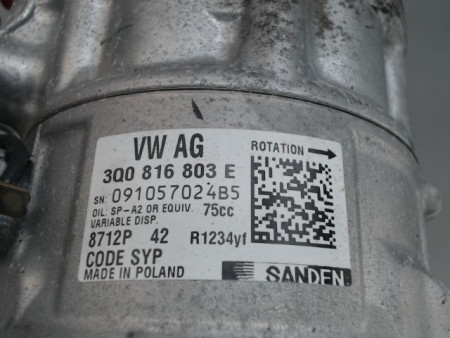 VW AG
ROTATION
3Q0 816 803 E
SN: 091057024B5
OIL: SP-A2 OR EQUIV. 75cc
VARIABLE DISP.
8712P 42 R1234yf
CODE SYP
MADE IN POLAND
SANDEN